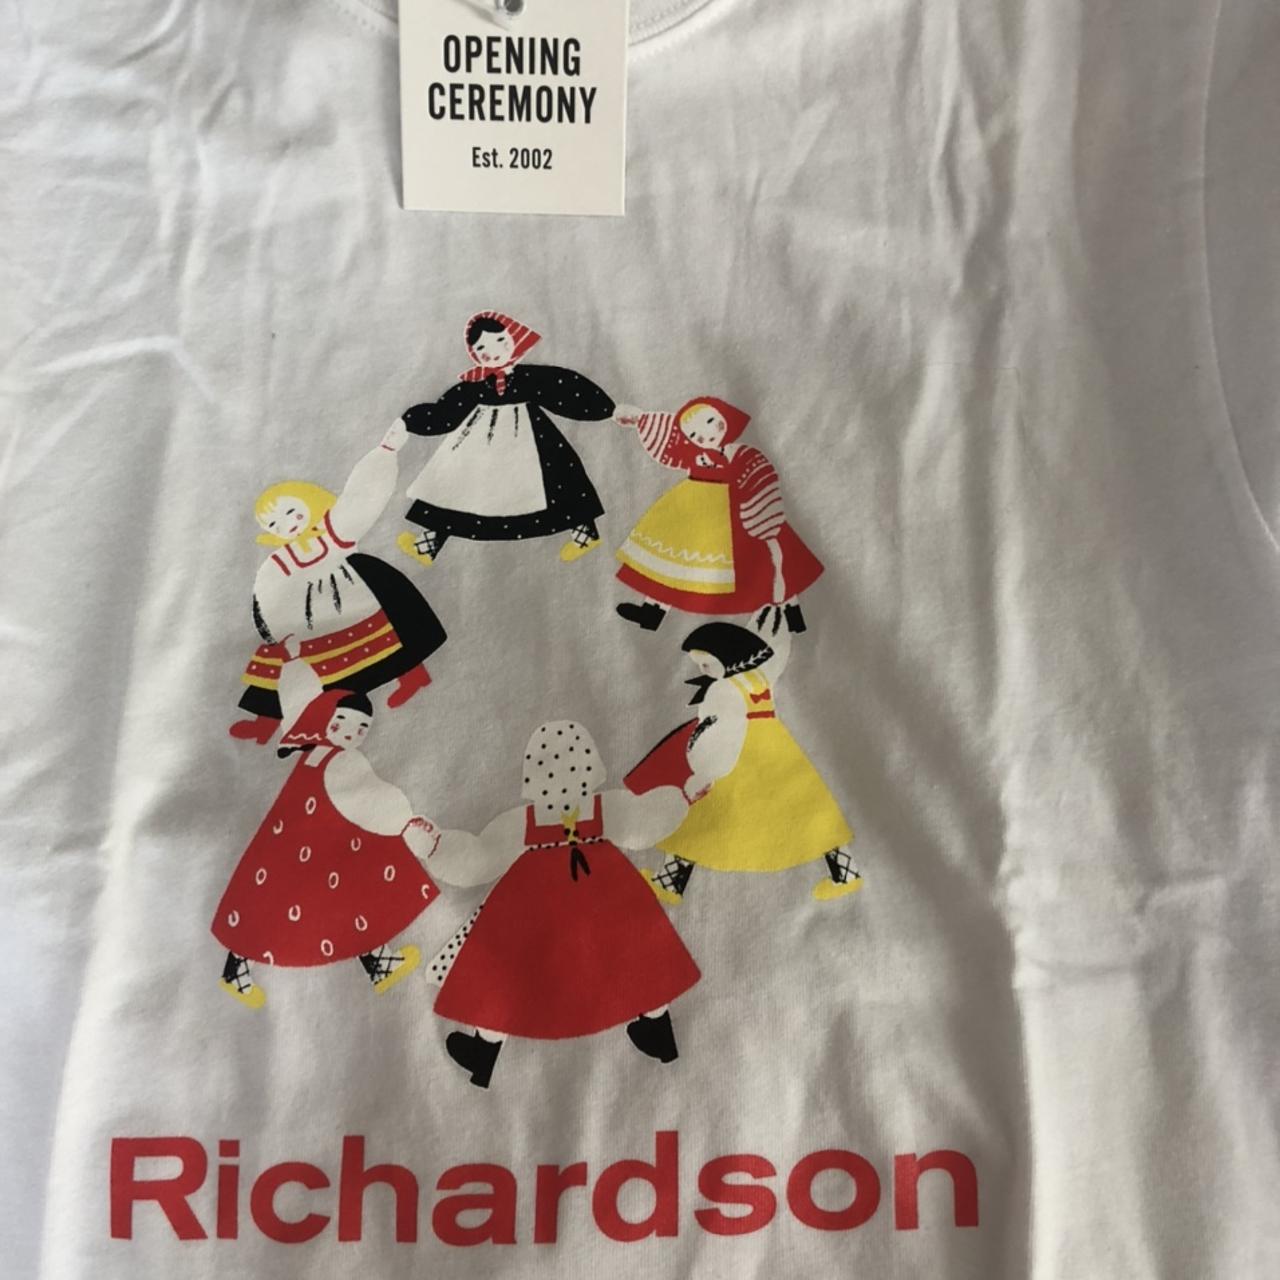 OPENING
CEREMONY
Est. 2002
Richardson